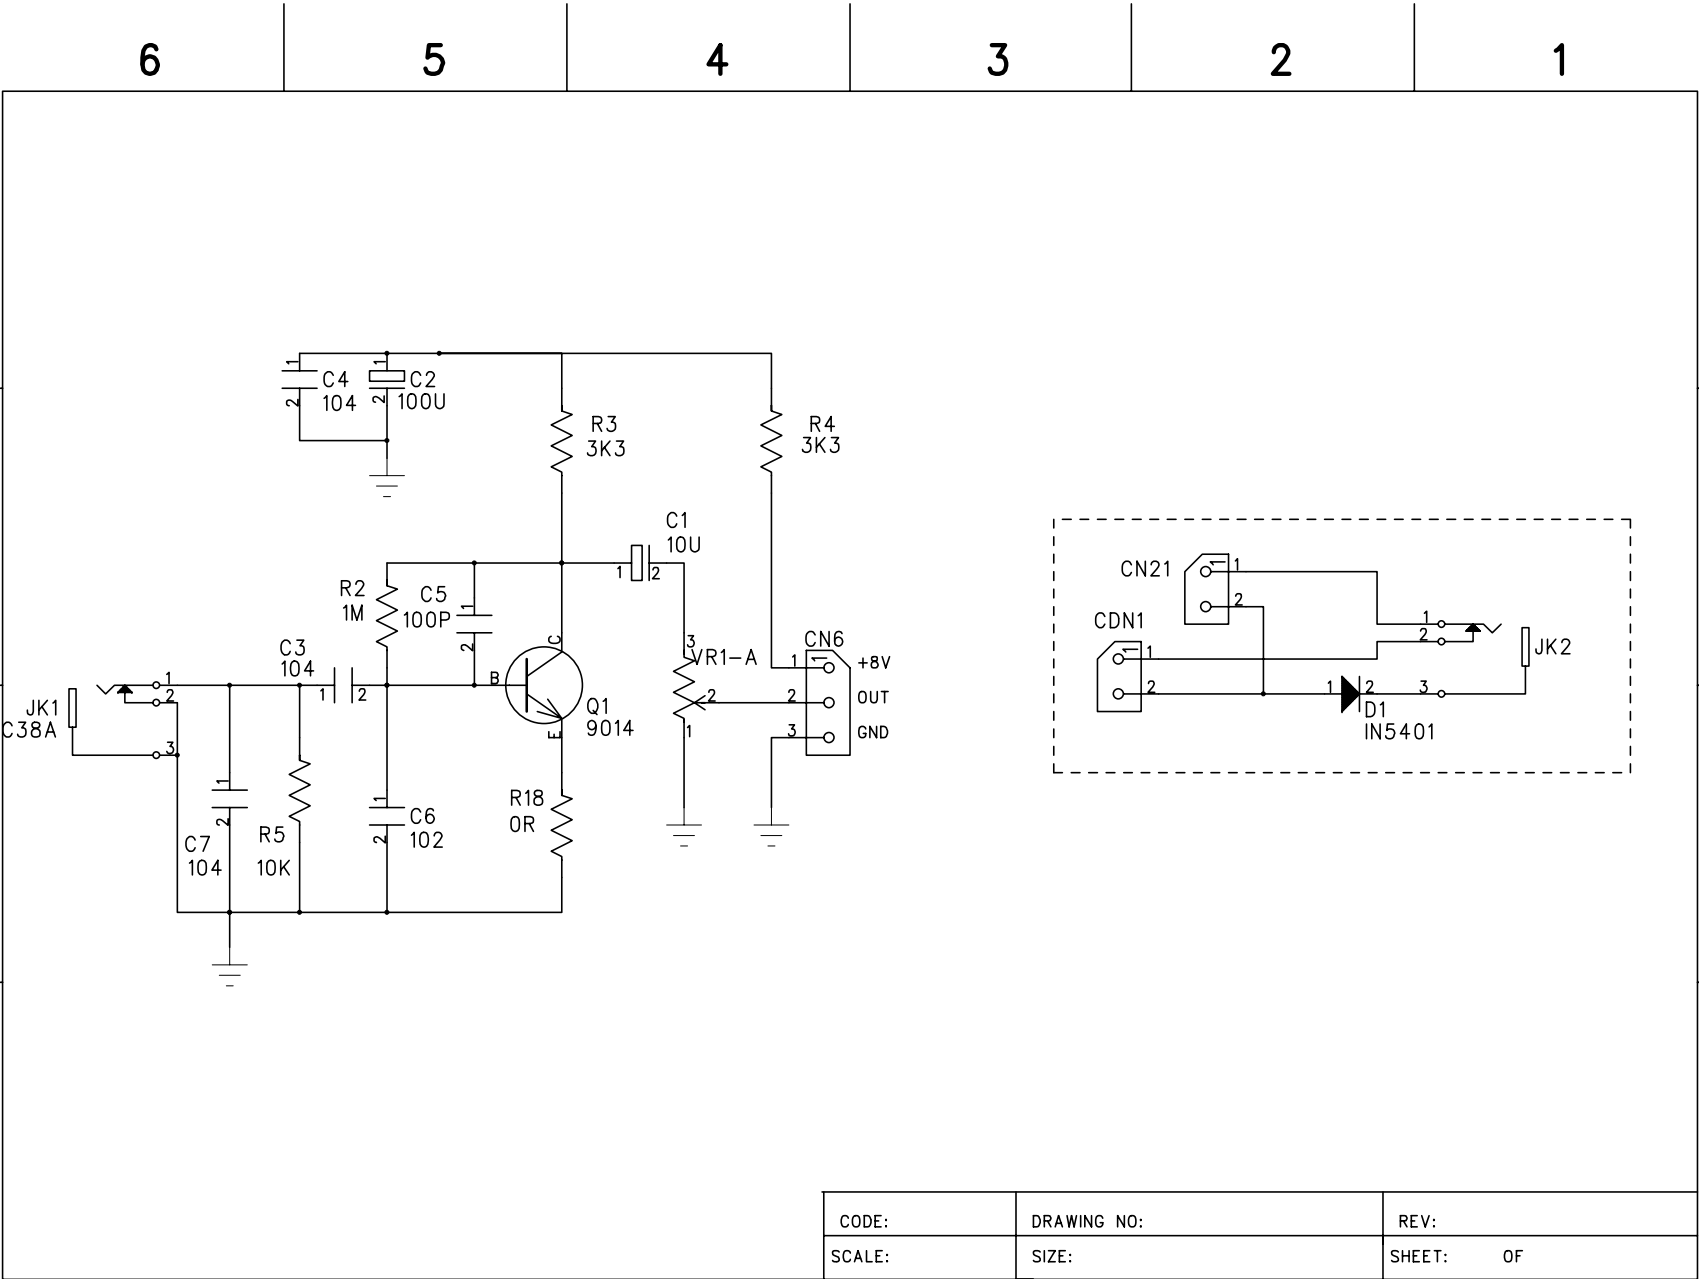 6 5 4 3 2 1
1 1
C4 C2
104 100U
2 2
R3
3K3
R4
3K3
C1
10U
1 2
R2
1M
C5
100P
1
2
C3
104
1 2
B
C
E
Q1
9014
3
VR1-A
2
1
CN6
1 1 +8V
2 OUT
3 GND
JK1
C38A
1
2
3
1
2
C7
104
R5
10K
1
2
C6
102
R18
0R
CN21
1 1
2
CDN1
1 1
2
1 2
D1
IN5401
1
2
3
JK2
CODE: DRAWING NO: REV:
SCALE: SIZE: SHEET: OF